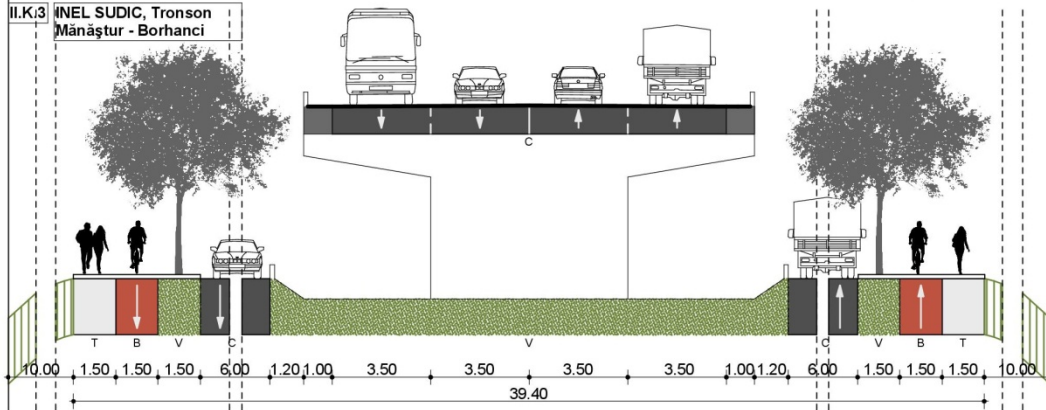 II.K.3 INEL SUDIC, Tronson
Mănăștur - Borhanci
C
T B V C V C V B T
10.00 1.50 1.50 1.50 6.00 1.20 1.00 3.50 3.50 3.50 3.50 1.00 1.20 6.00 1.50 1.50 1.50 10.00
39.40